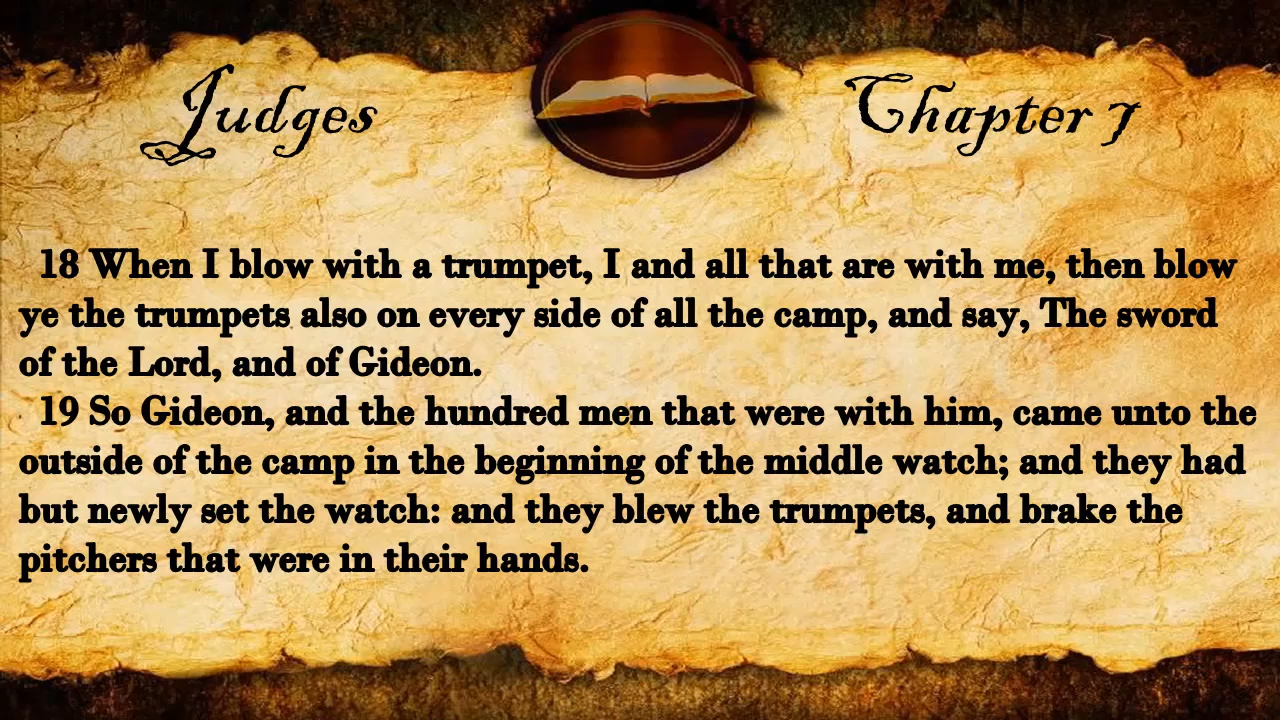 Judges
Chapter 7
18 When I blow with a trumpet, I and all that are with me, then blow
ye the trumpets also on every side of all the camp, and say, The sword
of the Lord, and of Gideon.
19 So Gideon, and the hundred men that were with him, came unto the
outside of the camp in the beginning of the middle watch; and they had
but newly set the watch: and they blew the trumpets, and brake the
pitchers that were in their hands.